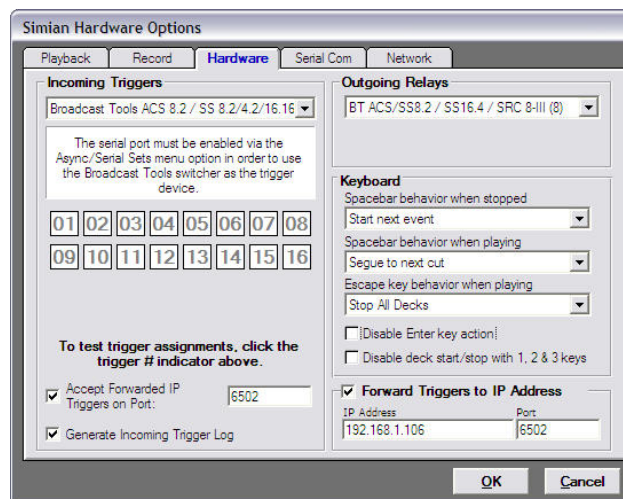 Simian Hardware Options
Playback Record Hardware Serial Com Network
Incoming Triggers
Broadcast Tools ACS 8.2 / SS 8.2/4.2/16.16
The serial port must be enabled via the
Async/Serial Sets menu option in order to use
the Broadcast Tools switcher as the trigger
device.
01 02 03 04 05 06 07 08
09 10 11 12 13 14 15 16
To test trigger assignments, click the
trigger # indicator above.
Accept Forwarded IP
Triggers on Port:
6502
Generate Incoming Trigger Log
Outgoing Relays
BT ACS/SS8.2 / SS16.4 / SRC 8-III (8)
Keyboard
Spacebar behavior when stopped
Start next event
Spacebar behavior when playing
Segue to next cut
Escape key behavior when playing
Stop All Decks
Disable Enter key action
Disable deck start/stop with 1, 2 & 3 keys
Forward Triggers to IP Address
IP Address Port
192.168.1.106 6502
OK Cancel